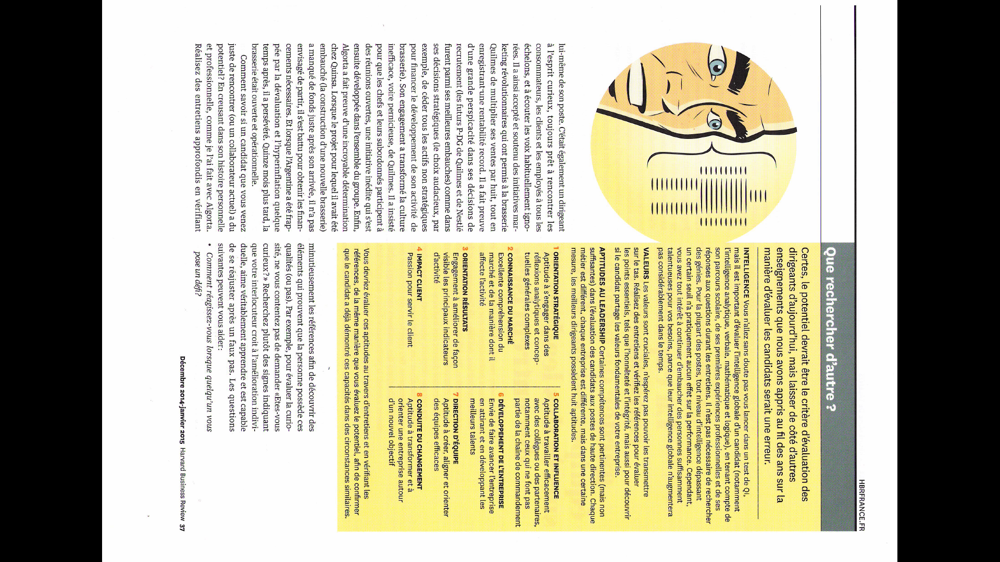 HBRFRANCE.FR
lui-même de son poste. C'était également un dirigeant
à l'esprit curieux, toujours prêt à rencontrer les
consommateurs, les clients et les employés à tous les
échelons, et à écouter les voix habituellement igno-
rées. Il a ainsi accepté et soutenu des initiatives mar-
keting révolutionnaires qui ont permis à la brasserie
Quilmes de multiplier ses ventes par huit, tout en
enregistrant une rentabilité record. Il a fait preuve
d'une grande perspicacité dans ses décisions de
recrutement (les futurs P-DG de Quilmes et de Nestlé
furent parmi ses meilleures embauches) comme dans
ses décisions stratégiques (le choix audacieux, par
exemple, de céder tous les actifs non stratégiques
pour financer le développement de son activité de
brasserie). Son engagement a transformé la culture
inefficace, voire pernicieuse, de Quilmes. Il a insisté
pour que les chefs et leurs subordonnés participent à
des réunions ouvertes, une initiative inédite qui s'est
ensuite développée dans l'ensemble du groupe. Enfin,
Algorta a fait preuve d'une incroyable détermination
chez Quinsa. Lorsque le projet pour lequel il avait été
embauché (la construction d'une nouvelle brasserie)
a manqué de fonds juste après son arrivée, il n'a pas
envisagé de partir, il s'est battu pour obtenir les finan-
cements nécessaires. Et lorsque l'Argentine a été frap-
pée par la dévaluation et l'hyperinflation quelque
temps après, il a persévéré. Quinze mois plus tard, la
brasserie était ouverte et opérationnelle.
Comment savoir si un candidat que vous venez
juste de rencontrer (ou un collaborateur actuel) a du
potentiel? En creusant dans son histoire personnelle
et professionnelle, comme je l'ai fait avec Algorta.
Réalisez des entretiens approfondis en vérifiant
Que rechercher d'autre ?
Certes, le potentiel devrait être le critère d'évaluation des
dirigeants d'aujourd'hui, mais laisser de côté d'autres
enseignements que nous avons appris au fil des ans sur la
manière d'évaluer les candidats serait une erreur.
INTELLIGENCE Vous n'allez sans doute pas vous lancer dans un test de QI,
mais il est important d'évaluer l'intelligence globale d'un candidat (notamment
l'intelligence analytique, verbale, mathématique et logique), en tenant compte de
son parcours scolaire, de ses premières expériences professionnelles et de ses
réponses aux questions durant les entretiens. Il n'est pas nécessaire de rechercher
des génies. Pour la plupart des postes, tout niveau d'intelligence dépassant
un certain seuil n'a pratiquement aucun effet sur la performance. Cependant,
vous avez tout intérêt à continuer d'embaucher des personnes suffisamment
talentueuses pour vos besoins, parce que leur intelligence globale n'augmentera
pas considérablement dans le temps.
VALEURS Les valeurs sont cruciales, n'espérez pas pouvoir les transmettre
sur le tas. Réalisez des entretiens et vérifiez les références pour évaluer
les points essentiels, tels que l'honnêteté et l'intégrité, mais aussi pour découvrir
si le candidat partage les valeurs fondamentales de votre entreprise.
APTITUDES AU LEADERSHIP Certaines compétences sont pertinentes (mais non
suffisantes) dans l'évaluation des candidats aux postes de haute direction. Chaque
métier est différent, chaque entreprise est différente, mais dans une certaine
mesure, les meilleurs dirigeants possèdent huit aptitudes.
1 ORIENTATION STRATÉGIQUE
Aptitude à s'engager dans des
réflexions analytiques et concep-
tuelles générales complexes
2 CONNAISSANCE DU MARCHÉ
Excellente compréhension du
marché et de la manière dont il
affecte l'activité
3 ORIENTATION RÉSULTATS
Engagement à améliorer de façon
visible les principaux indicateurs
d'activité
4 IMPACT CLIENT
Passion pour servir le client
5 COLLABORATION ET INFLUENCE
Aptitude à travailler efficacement
avec des collègues ou des partenaires,
notamment ceux qui ne font pas
partie de la chaîne de commandement
6 DÉVELOPPEMENT DE L'ENTREPRISE
Envie de faire avancer l'entreprise
en attirant et en développant les
meilleurs talents
7 DIRECTION D'ÉQUIPE
Aptitude à créer, aligner et orienter
des équipes efficaces
8 CONDUITE DU CHANGEMENT
Aptitude à transformer et à
orienter une entreprise autour
d'un nouvel objectif
Vous devriez évaluer ces aptitudes au travers d'entretiens et en vérifiant les
références, de la même manière que vous évaluez le potentiel, afin de confirmer
que le candidat a déjà démontré ces capacités dans des circonstances similaires.
minutieusement les références afin de découvrir des
éléments qui prouvent que la personne possède ces
qualités (ou pas). Par exemple, pour évaluer la curio-
sité, ne vous contentez pas de demander «Etes-vous
curieux?» Recherchez plutôt des signes indiquant
que votre interlocuteur croit à l'amélioration indivi-
duelle, aime véritablement apprendre et est capable
de se réajuster après un faux pas. Les questions
suivantes peuvent vous aider:
• Comment réagissez-vous lorsque quelqu'un vous
pose un défi?
Décembre 2014-janvier 2015 Harvard Business Review 37